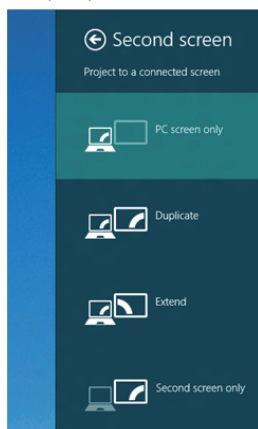 Second screen
Project to a connected screen
PC screen only
Duplicate
Extend
Second screen only